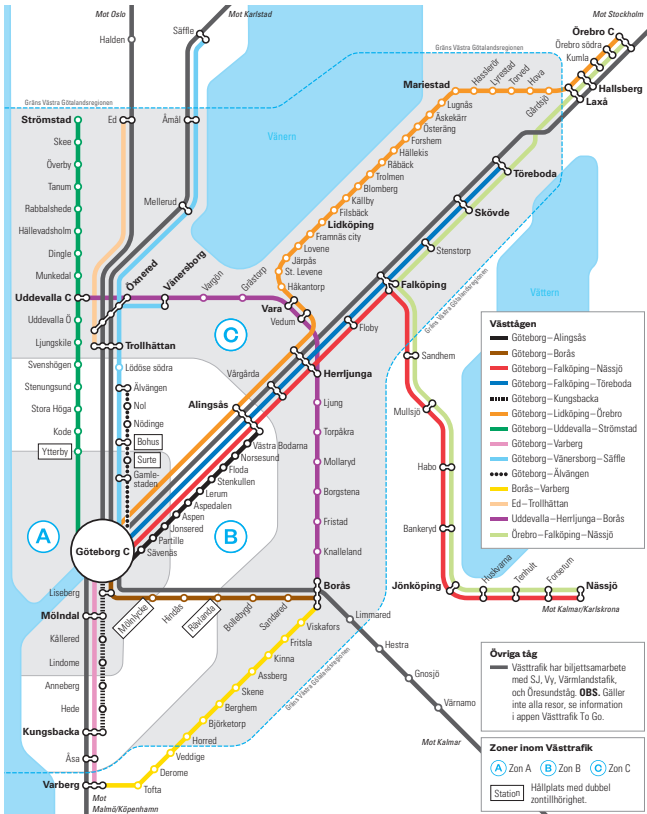 Mot Oslo
Mot Karlstad
Mot Stockholm
Säffle
Halden
Örebro C
Örebro södra
Kumla
Hallsberg
Laxå
Gårdsjö
Gräns Västra Götalandsregionen
Gräns Västra Götalandsregionen
Mariestad
Hasslerör
Lyrestad
Torved
Hova
Lugnås
Äskekärr
Österäng
Forshem
Hällekis
Råbäck
Trolmen
Blomberg
Källby
Filsbäck
Lidköping
Framnäs city
Lovene
Järpås
St. Levene
Håkantorp
Vänern
Strömstad
Skee
Överby
Tanum
Rabbalshede
Hällevadsholm
Dingle
Munkedal
Uddevalla C
Uddevalla Ö
Ljungskile
Svenshögen
Stenungsund
Stora Höga
Kode
Ytterby
Ed
Åmål
Mellerud
Öxnered
Vänersborg
Vargön
Grästorp
Trollhättan
Vara
Vedum
Töreboda
Skövde
Stenstorp
Falköping
Gräns Västra Götalandsregionen
Vättern
Floby
Herrljunga
Vårgårda
Alingsås
C
Lödöse södra
Älvängen
Nol
Nödinge
Bohus
Surte
Gamle-
staden
Västra Bodarna
Norsesund
Floda
Stenkullen
Lerum
Aspedalen
Aspen
Jonsered
Partille
Sävenäs
A
B
Göteborg C
Ljung
Torpåkra
Mollaryd
Borgstena
Fristad
Knalleland
Borås
Sandhem
Mullsjö
Habo
Bankeryd
Jönköping
Huskvarna
Tenhult
Forserum
Nässjö
Mot Kalmar/Karlskrona
Liseberg
Mölndal
Kållered
Lindome
Anneberg
Hede
Kungsbacka
Åsa
Varberg
Mot
Malmö/Köpenhamn
Mölnlycke
Hindås
Rävlanda
Bollebygd
Sandared
Viskafors
Fritsla
Kinna
Assberg
Skene
Berghem
Björketorp
Horred
Veddige
Derome
Tofta
Gräns Västra Götalandsregionen
Limmared
Hestra
Gnosjö
Värnamo
Mot Kalmar
Västtågen
Göteborg–Alingsås
Göteborg–Borås
Göteborg–Falköping–Nässjö
Göteborg–Falköping–Töreboda
Göteborg–Kungsbacka
Göteborg–Lidköping–Örebro
Göteborg–Uddevalla–Strömstad
Göteborg–Varberg
Göteborg–Vänersborg–Säffle
Göteborg–Älvängen
Borås–Varberg
Ed–Trollhättan
Uddevalla–Herrljunga–Borås
Örebro–Falköping–Nässjö
Övriga tåg
Västtrafik har biljettsamarbete
med SJ, Vy, Värmlandstrafik,
och Öresundståg. OBS. Gäller
inte alla resor, se information
i appen Västtrafik To Go.
Zoner inom Västtrafik
A Zon A B Zon B C Zon C
Station Hållplats med dubbel
zontillhörighet.